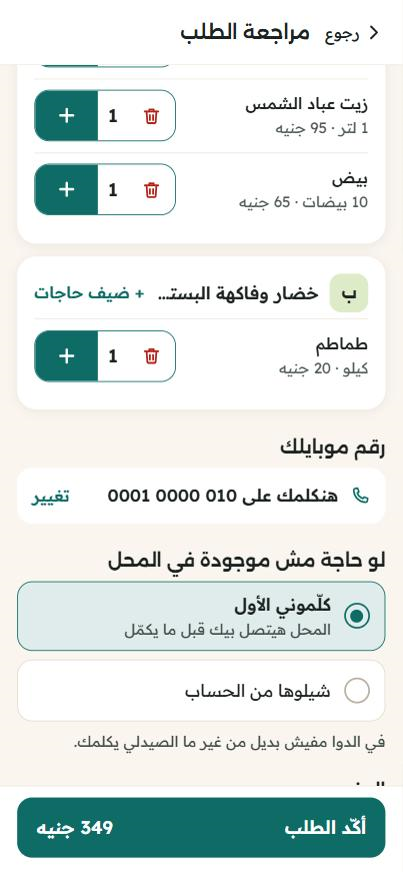 رجوع
مراجعة الطلب
زيت عباد الشمس
1 لتر · 95 جنيه
1
+
بيض
10 بيضات · 65 جنيه
1
+
ب
خضار وفاكهة البستـ...
+ ضيف حاجات
طماطم
كيلو · 20 جنيه
1
+
رقم موبايلك
هنكلمك على 010 0000 0001
تغيير
لو حاجة مش موجودة في المحل
كلّموني الأول
المحل هيتصل بيك قبل ما يكمّل
شيلوها من الحساب
في الدوا مفيش بديل من غير ما الصيدلي يكلمك.
أكّد الطلب
349 جنيه